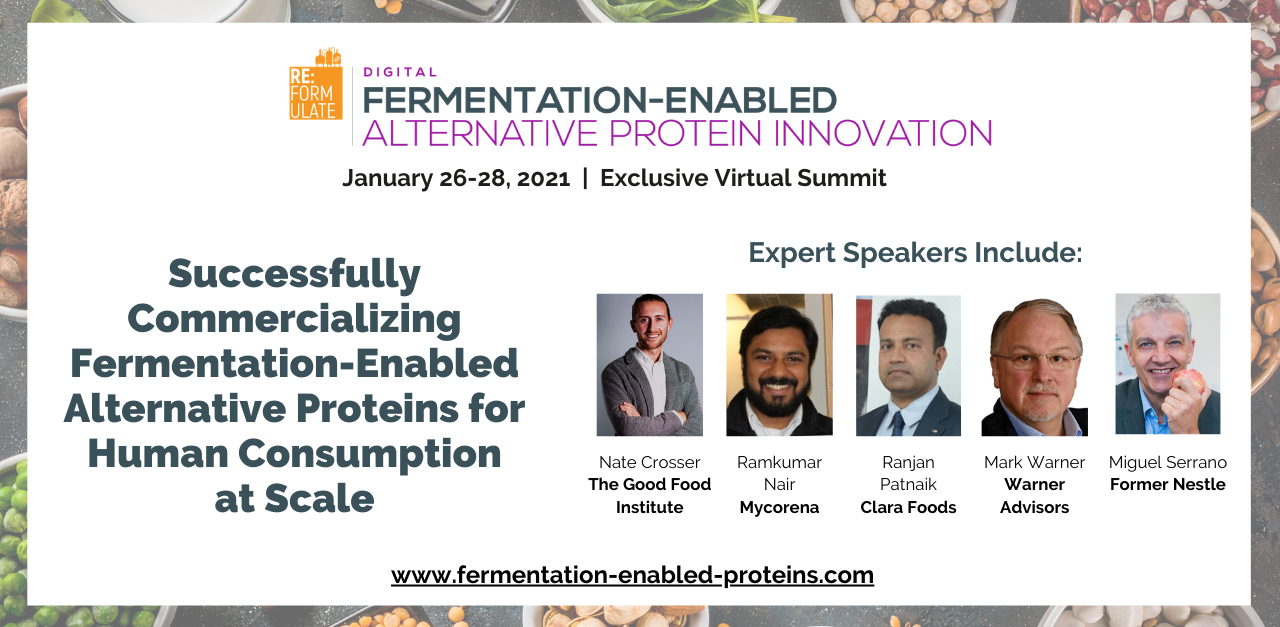 RE:
FORM
ULATE
DIGITAL
FERMENTATION-ENABLED
ALTERNATIVE PROTEIN INNOVATION
January 26-28, 2021 | Exclusive Virtual Summit
Successfully
Commercializing
Fermentation-Enabled
Alternative Proteins for
Human Consumption
at Scale
Expert Speakers Include:
Nate Crosser
The Good Food
Institute
Ramkumar
Nair
Mycorena
Ranjan
Patnaik
Clara Foods
Mark Warner
Warner
Advisors
Miguel Serrano
Former Nestle
www.fermentation-enabled-proteins.com